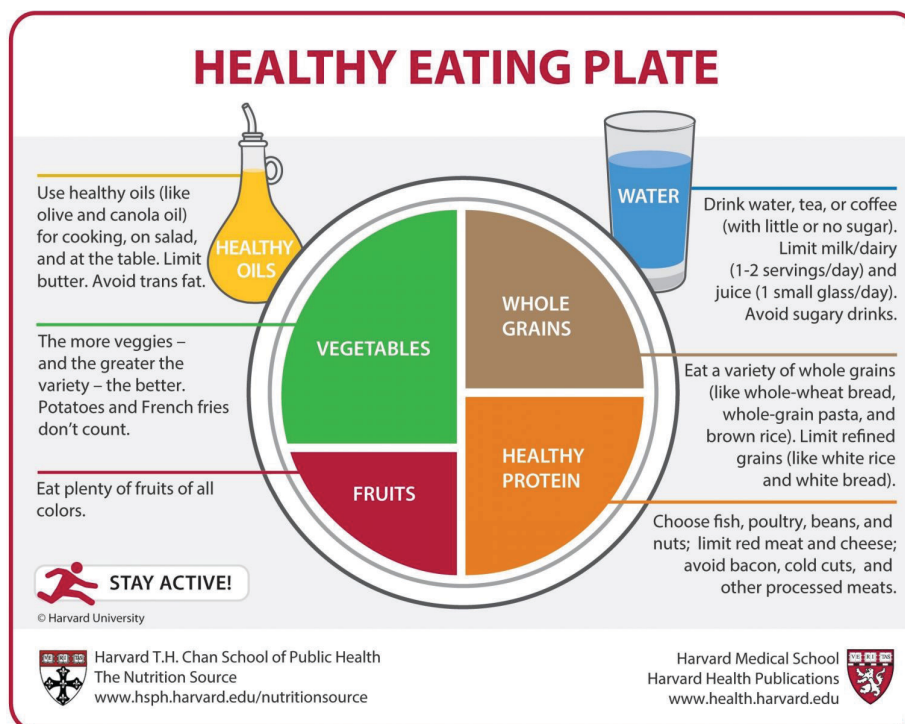 HEALTHY EATING PLATE
Use healthy oils (like
olive and canola oil)
for cooking, on salad,
and at the table. Limit
butter. Avoid trans fat.
HEALTHY
OILS
The more veggies –
and the greater the
variety – the better.
Potatoes and French fries
don’t count.
Eat plenty of fruits of all
colors.
STAY ACTIVE!
© Harvard University
VEGETABLES
FRUITS
WHOLE
GRAINS
HEALTHY
PROTEIN
WATER
Drink water, tea, or coffee
(with little or no sugar).
Limit milk/dairy
(1-2 servings/day) and
juice (1 small glass/day).
Avoid sugary drinks.
Eat a variety of whole grains
(like whole-wheat bread,
whole-grain pasta, and
brown rice). Limit refined
grains (like white rice
and white bread).
Choose fish, poultry, beans, and
nuts; limit red meat and cheese;
avoid bacon, cold cuts, and
other processed meats.
Harvard T.H. Chan School of Public Health
The Nutrition Source
www.hsph.harvard.edu/nutritionsource
Harvard Medical School
Harvard Health Publications
www.health.harvard.edu
VE RI TAS